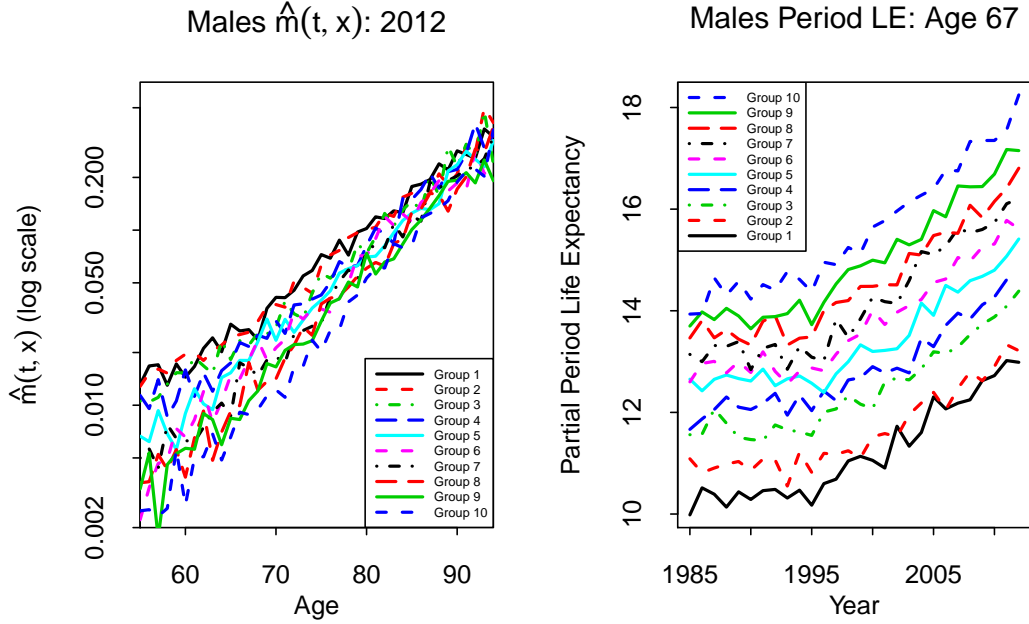 Males m̂(t, x): 2012
m̂(t, x) (log scale)
0.200
0.050
0.010
0.002
60 70 80 90
Age
Group 1
Group 2
Group 3
Group 4
Group 5
Group 6
Group 7
Group 8
Group 9
Group 10
Males Period LE: Age 67
Partial Period Life Expectancy
18
16
14
12
10
1985 1995 2005
Year
Group 10
Group 9
Group 8
Group 7
Group 6
Group 5
Group 4
Group 3
Group 2
Group 1